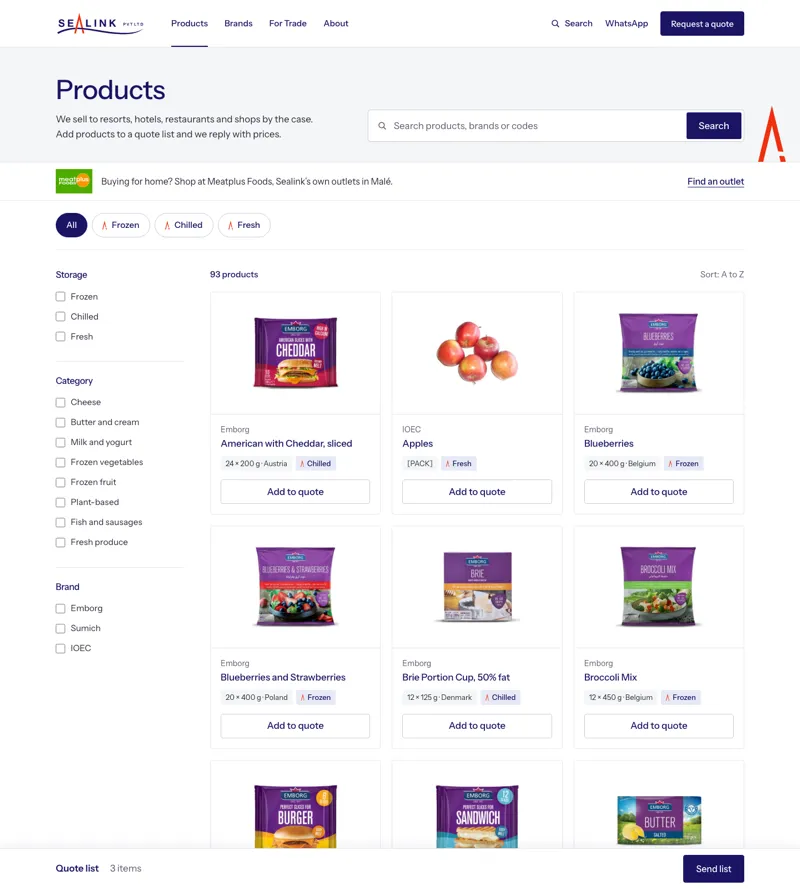 SEALINK PVT LTD
Products
Brands
For Trade
About
Search
WhatsApp
Request a quote
Products
We sell to resorts, hotels, restaurants and shops by the case.
Add products to a quote list and we reply with prices.
Search products, brands or codes
Search
meatplus
FOODS
Buying for home? Shop at Meatplus Foods, Sealink's own outlets in Malé.
Find an outlet
All
Frozen
Chilled
Fresh
Storage
Frozen
Chilled
Fresh
Category
Cheese
Butter and cream
Milk and yogurt
Frozen vegetables
Frozen fruit
Plant-based
Fish and sausages
Fresh produce
Brand
Emborg
Sumich
IOEC
93 products
Sort: A to Z
EMBORG
AMERICAN SLICES WITH
CHEDDAR
EMBORG
BLUEBERRIES
Emborg
American with Cheddar, sliced
24 × 200 g · Austria
Chilled
Add to quote
IOEC
Apples
[PACK]
Fresh
Add to quote
Emborg
Blueberries
20 × 400 g · Belgium
Frozen
Add to quote
EMBORG
BLUEBERRIES & STRAWBERRIES
EMBORG
BRIE
EMBORG
BROCCOLI MIX
Emborg
Blueberries and Strawberries
20 × 400 g · Poland
Frozen
Add to quote
Emborg
Brie Portion Cup, 50% fat
12 × 125 g · Denmark
Chilled
Add to quote
Emborg
Broccoli Mix
12 × 450 g · Belgium
Frozen
Add to quote
EMBORG
PERFECT SLICES FOR
BURGER
EMBORG
PERFECT SLICES FOR
SANDWICH
12
EMBORG
BUTTER
SALTED
Quote list
3 items
Send list